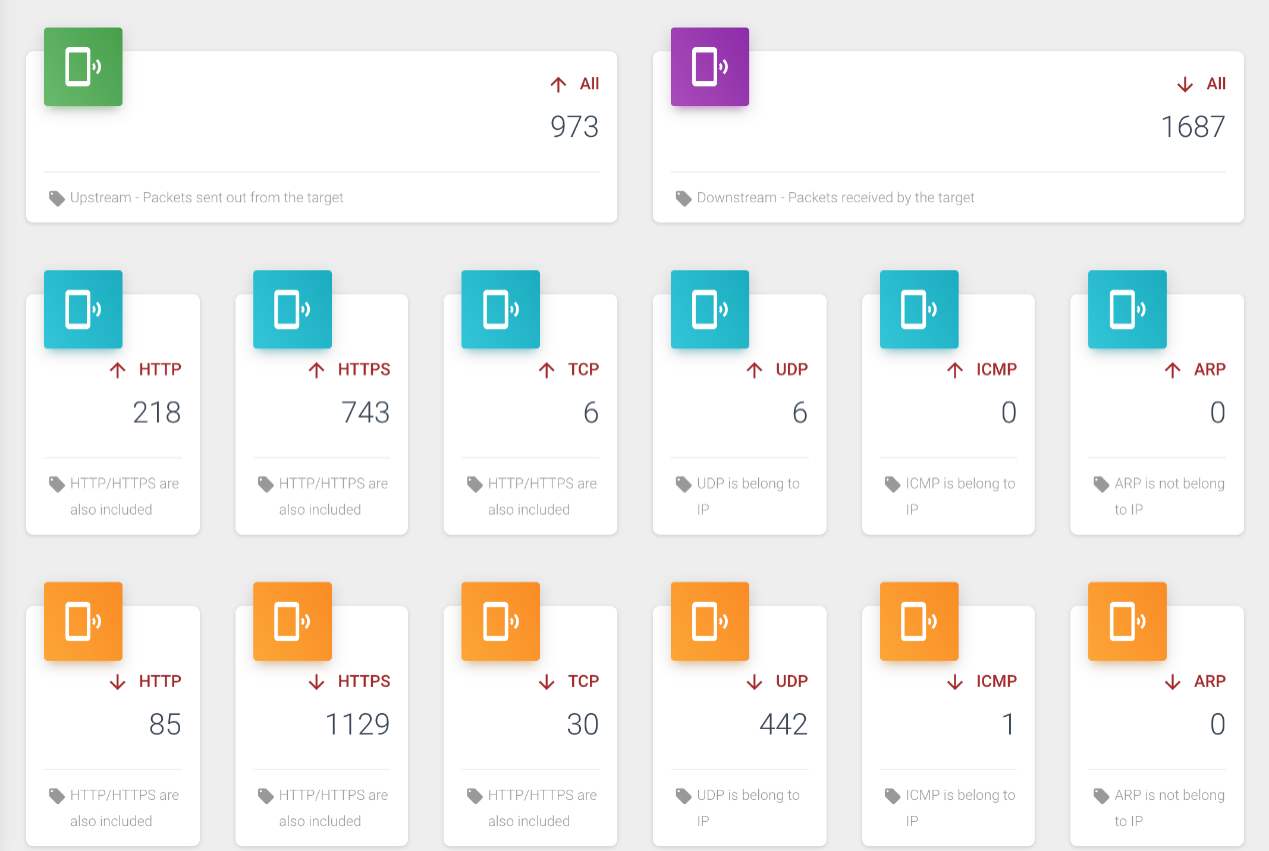 All
973
Upstream - Packets sent out from the target
All
1687
Downstream - Packets received by the target
HTTP
218
HTTP/HTTPS are
also included
HTTPS
743
HTTP/HTTPS are
also included
TCP
6
HTTP/HTTPS are
also included
UDP
6
UDP is belong to
IP
ICMP
0
ICMP is belong to
IP
ARP
0
ARP is not belong
to IP
HTTP
85
HTTP/HTTPS are
also included
HTTPS
1129
HTTP/HTTPS are
also included
TCP
30
HTTP/HTTPS are
also included
UDP
442
UDP is belong to
IP
ICMP
1
ICMP is belong to
IP
ARP
0
ARP is not belong
to IP